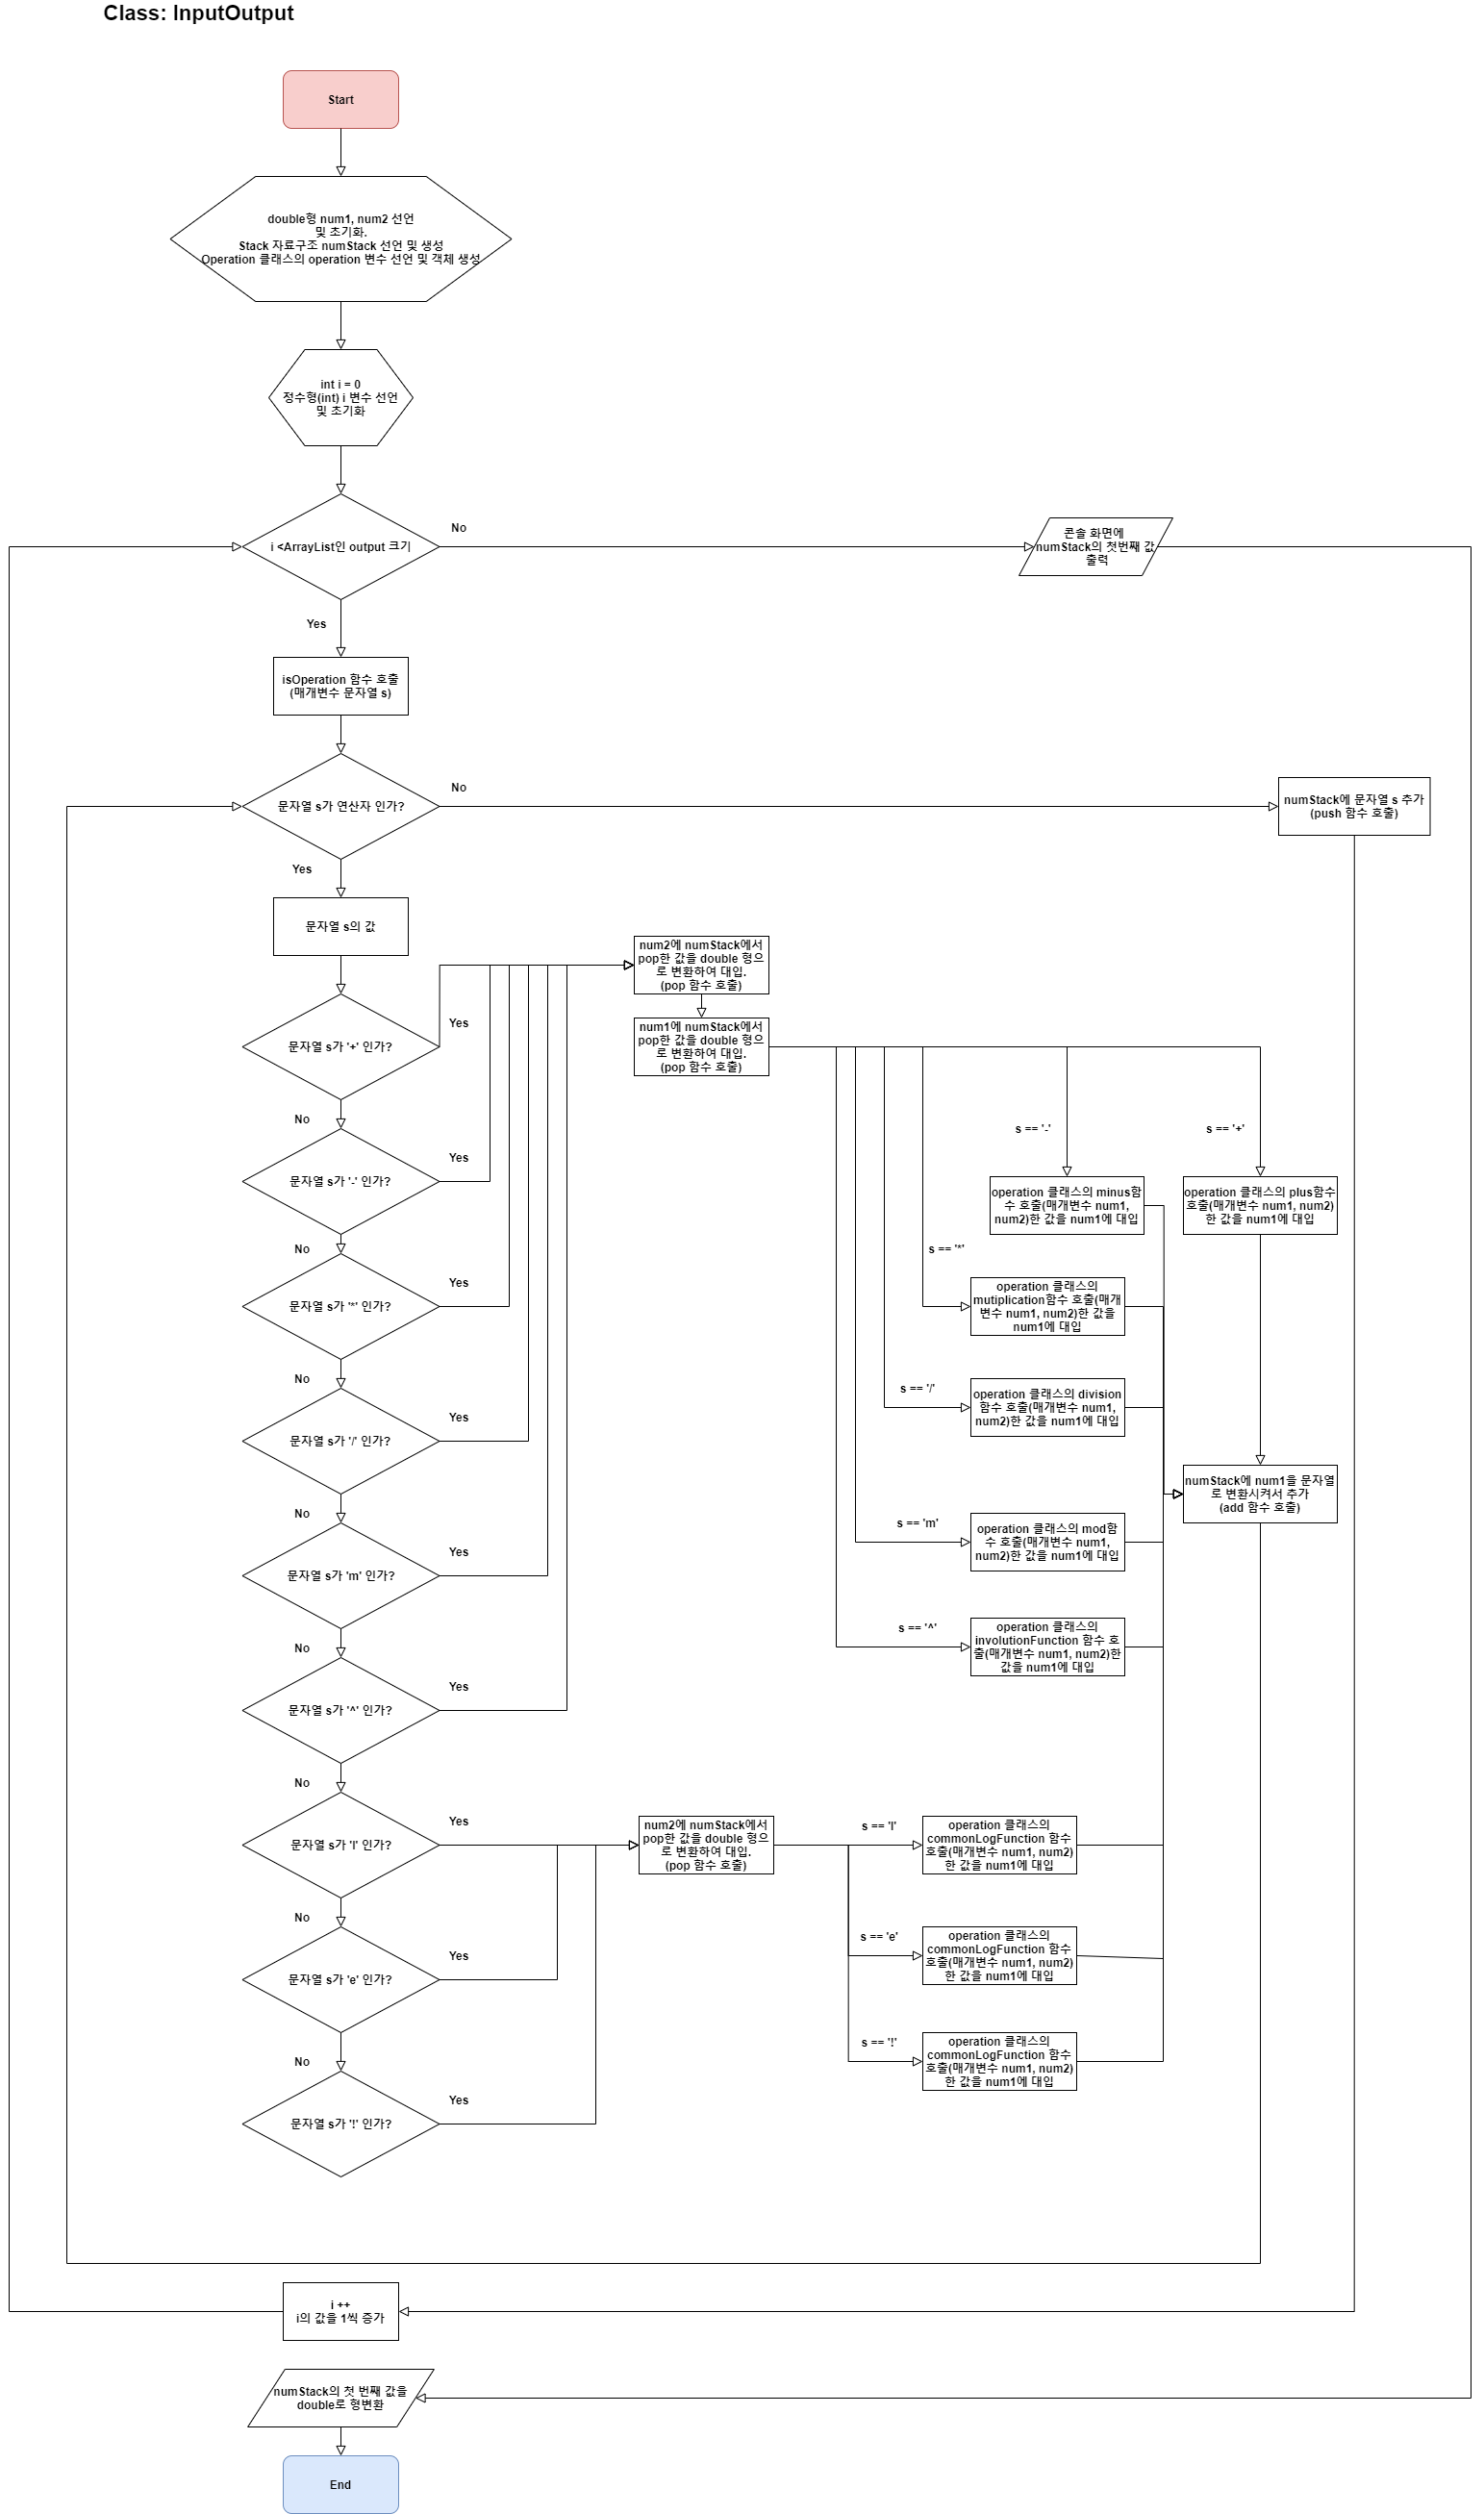 Class: InputOutput
Start
double형 num1, num2 선언
및 초기화.
Stack 자료구조 numStack 선언 및 생성
Operation 클래스의 operation 변수 선언 및 객체 생성
int i = 0
정수형(int) i 변수 선언
및 초기화
i <ArrayList인 output 크기
No
콘솔 화면에
numStack의 첫번째 값
출력
Yes
isOperation 함수 호출
(매개변수 문자열 s)
문자열 s가 연산자 인가?
No
numStack에 문자열 s 추가
(push 함수 호출)
Yes
문자열 s의 값
num2에 numStack에서
pop한 값을 double 형으
로 변환하여 대입.
(pop 함수 호출)
num1에 numStack에서
pop한 값을 double 형으
로 변환하여 대입.
(pop 함수 호출)
문자열 s가 '+' 인가?
Yes
No
문자열 s가 '-' 인가?
Yes
No
문자열 s가 '*' 인가?
Yes
No
문자열 s가 '/' 인가?
Yes
No
문자열 s가 'm' 인가?
Yes
No
문자열 s가 '^' 인가?
Yes
No
s == '-'
operation 클래스의 minus함
수 호출(매개변수 num1,
num2)한 값을 num1에 대입
s == '+'
operation 클래스의 plus함수
호출(매개변수 num1, num2)
한 값을 num1에 대입
s == '*'
operation 클래스의
mutiplication함수 호출(매개
변수 num1, num2)한 값을
num1에 대입
s == '/'
operation 클래스의 division
함수 호출(매개변수 num1,
num2)한 값을 num1에 대입
numStack에 num1을 문자열
로 변환시켜서 추가
(add 함수 호출)
s == 'm'
operation 클래스의 mod함
수 호출(매개변수 num1,
num2)한 값을 num1에 대입
s == '^'
operation 클래스의
involutionFunction 함수 호
출(매개변수 num1, num2)한
값을 num1에 대입
문자열 s가 'l' 인가?
Yes
No
문자열 s가 'e' 인가?
Yes
No
문자열 s가 '!' 인가?
Yes
num2에 numStack에서
pop한 값을 double 형으
로 변환하여 대입.
(pop 함수 호출)
s == 'l'
operation 클래스의
commonLogFunction 함수
호출(매개변수 num1, num2)
한 값을 num1에 대입
s == 'e'
operation 클래스의
commonLogFunction 함수
호출(매개변수 num1, num2)
한 값을 num1에 대입
s == '!'
operation 클래스의
commonLogFunction 함수
호출(매개변수 num1, num2)
한 값을 num1에 대입
i ++
i의 값을 1씩 증가
numStack의 첫 번째 값을
double로 형변환
End